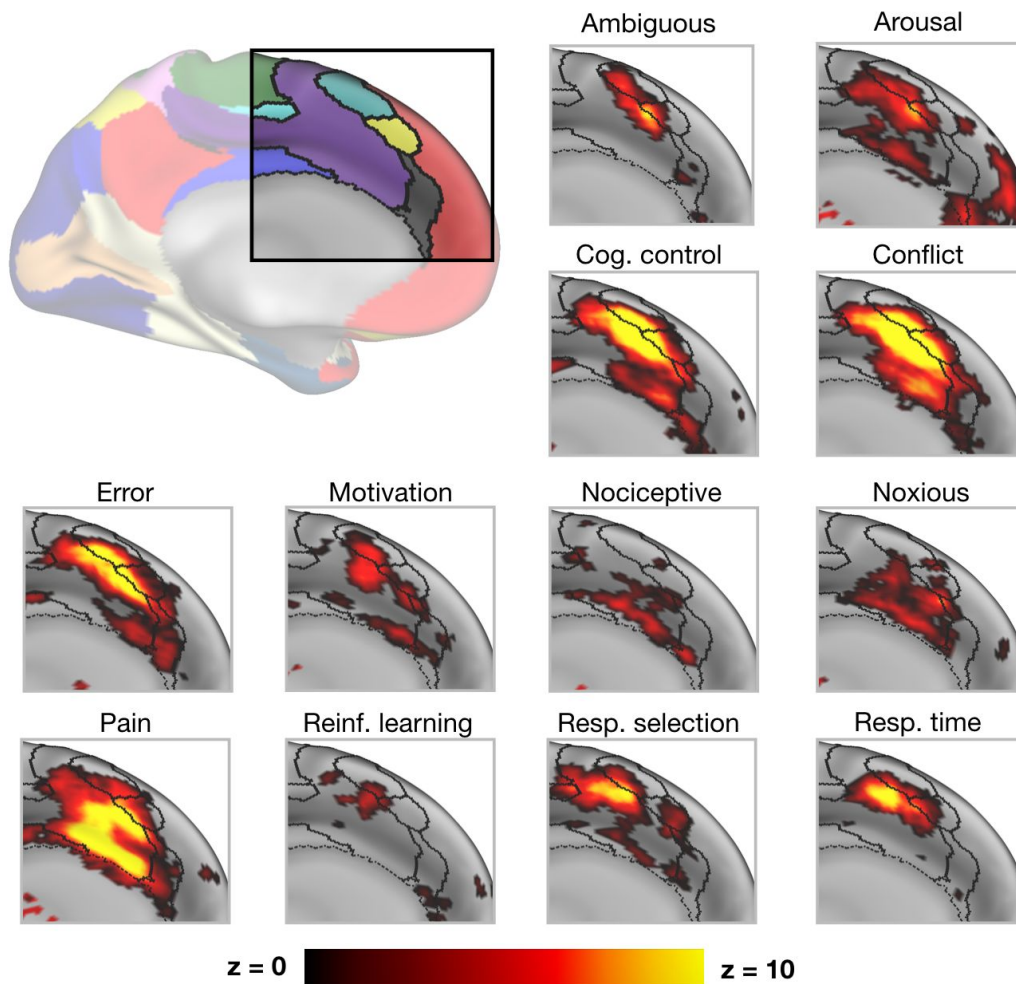 Ambiguous
Arousal
Cog. control
Conflict
Error
Motivation
Nociceptive
Noxious
Pain
Reinf. learning
Resp. selection
Resp. time
z = 0
z = 10